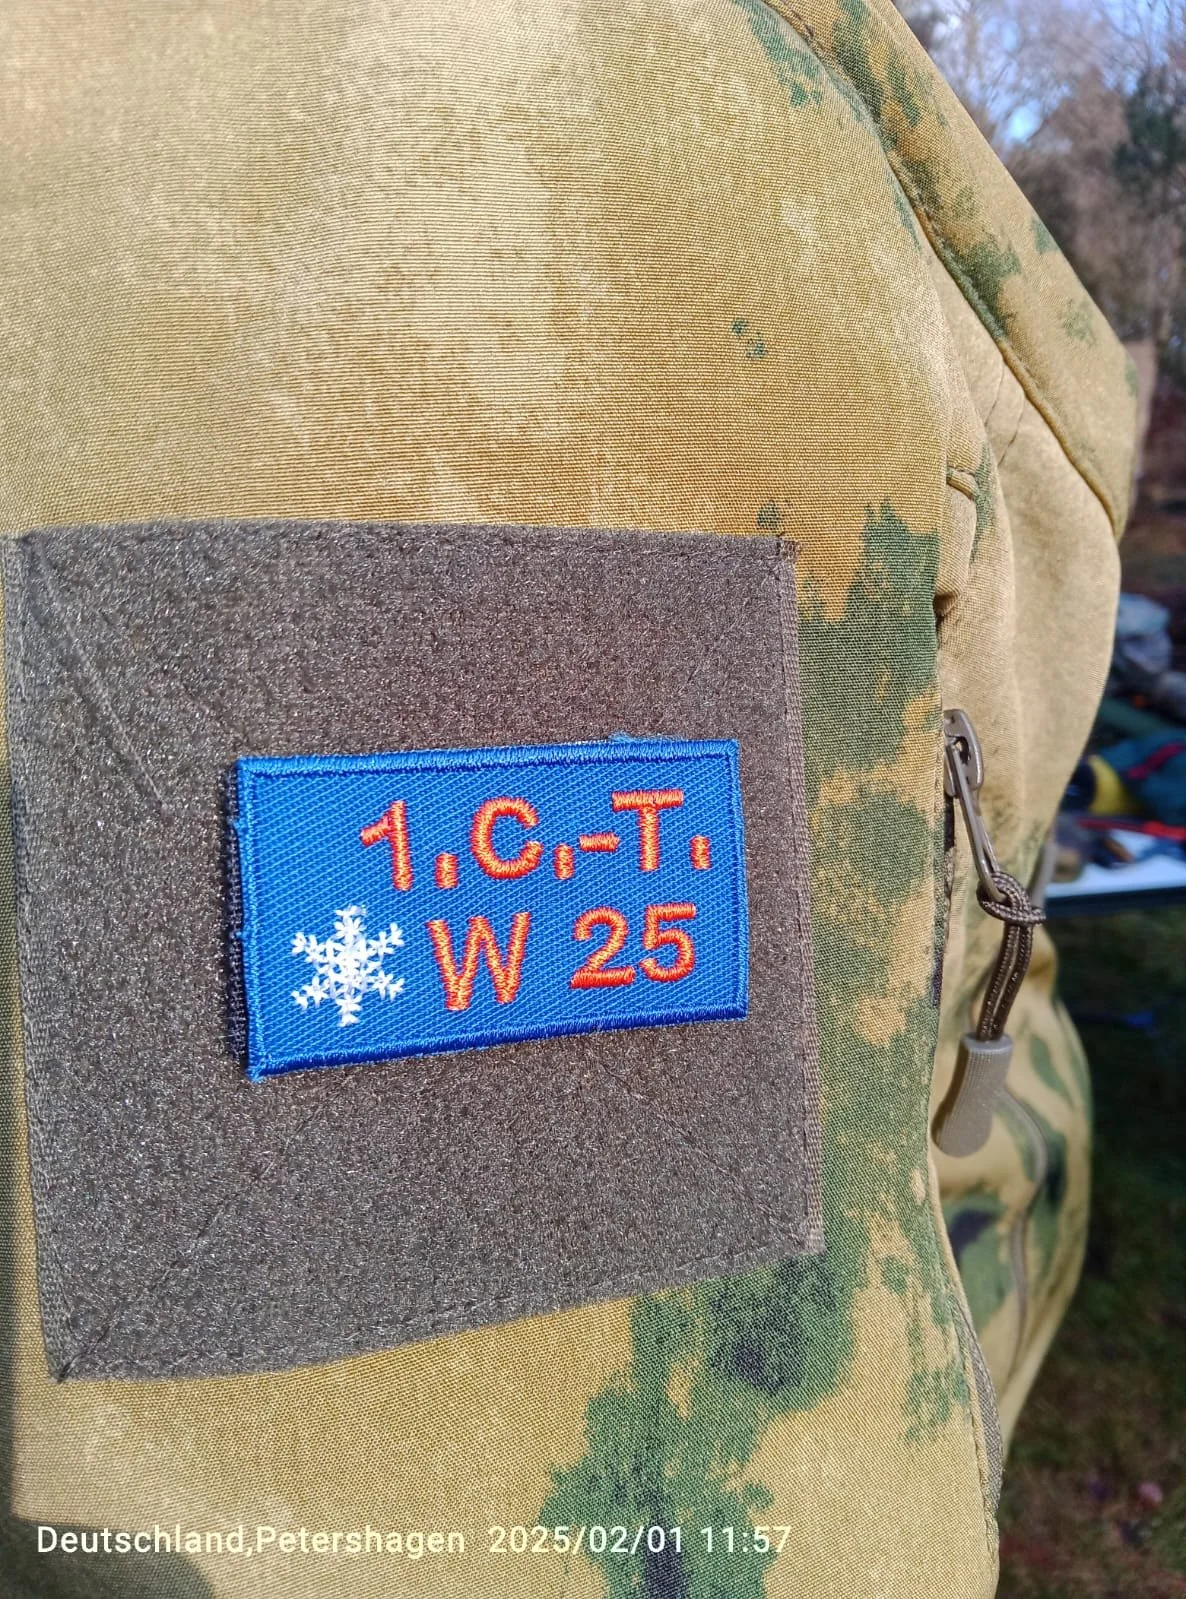 1.C.-T.
W 25
Deutschland,Petershagen 2025/02/01 11:57